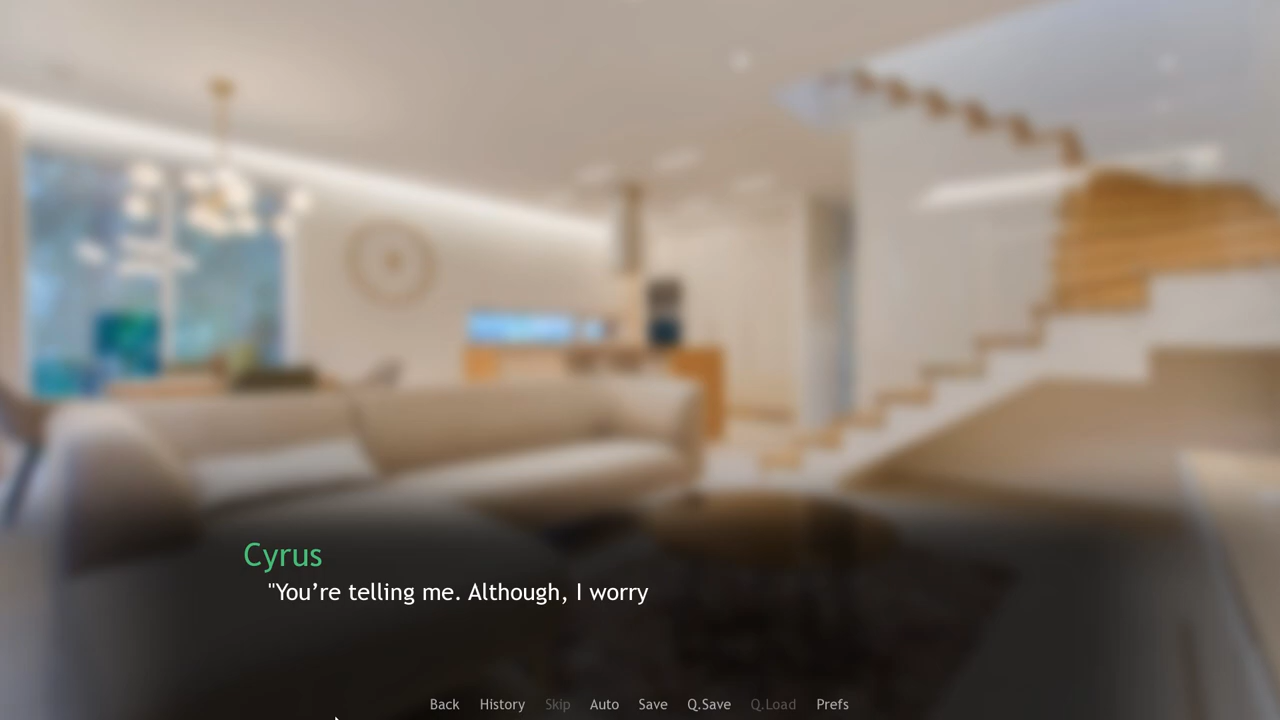 Cyrus
"You’re telling me. Although, I worry
Back History Skip Auto Save Q.Save Q.Load Prefs